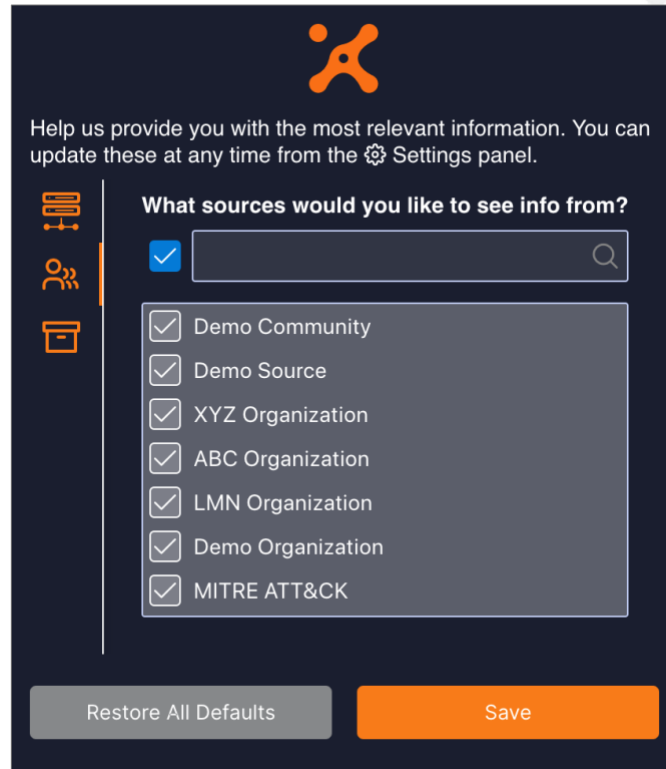 Help us provide you with the most relevant information. You can
update these at any time from the Settings panel.
What sources would you like to see info from?
Demo Community
Demo Source
XYZ Organization
ABC Organization
LMN Organization
Demo Organization
MITRE ATT&CK
Restore All Defaults
Save